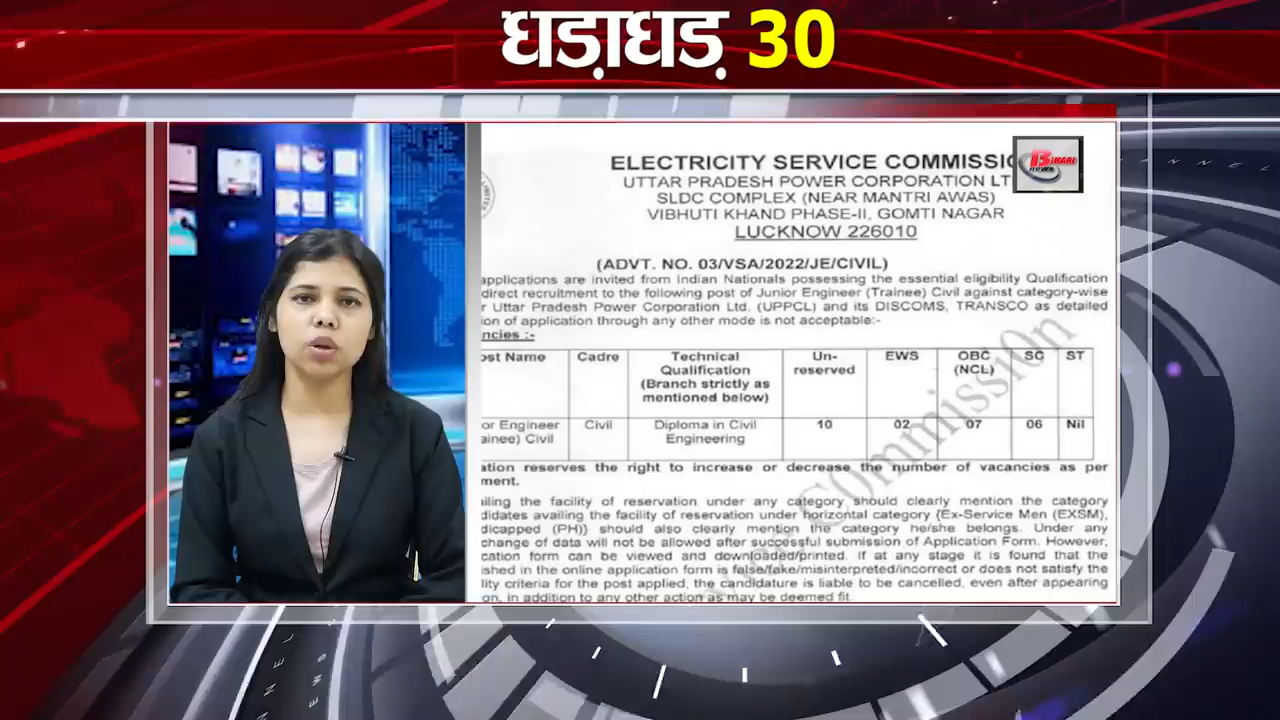 धड़ाधड़ 30
BIHARI
news
ELECTRICITY SERVICE COMMISSIO
UTTAR PRADESH POWER CORPORATION LT
SLDC COMPLEX (NEAR MANTRI AWAS)
VIBHUTI KHAND PHASE-II, GOMTI NAGAR
LUCKNOW 226010
(ADVT. NO. 03/VSA/2022/JE/CIVIL)
applications are invited from Indian Nationals possessing the essential eligibility Qualification
direct recruitment to the following post of Junior Engineer (Trainee) Civil against category-wise
r Uttar Pradesh Power Corporation Ltd. (UPPCL) and its DISCOMS, TRANSCO as detailed
ion of application through any other mode is not acceptable:-
ncies :-
ost Name Cadre Technical Qualification (Branch strictly as mentioned below) Un-reserved EWS OBC (NCL) SC ST
or Engineer ainee) Civil Civil Diploma in Civil Engineering 10 02 07 06 Nil
ation reserves the right to increase or decrease the number of vacancies as per
ment.
ailing the facility of reservation under any category should clearly mention the category
didates availing the facility of reservation under horizontal category {Ex-Service Men (EXSM),
dicapped (PH)} should also clearly mention the category he/she belongs. Under any
change of data will not be allowed after successful submission of Application Form. However,
cation form can be viewed and downloaded/printed. If at any stage it is found that the
ished in the online application form is false/fake/misinterpreted/incorrect or does not satisfy the
lity criteria for the post applied, the candidature is liable to be cancelled, even after appearing
on, in addition to any other action as may be deemed fit
Commission